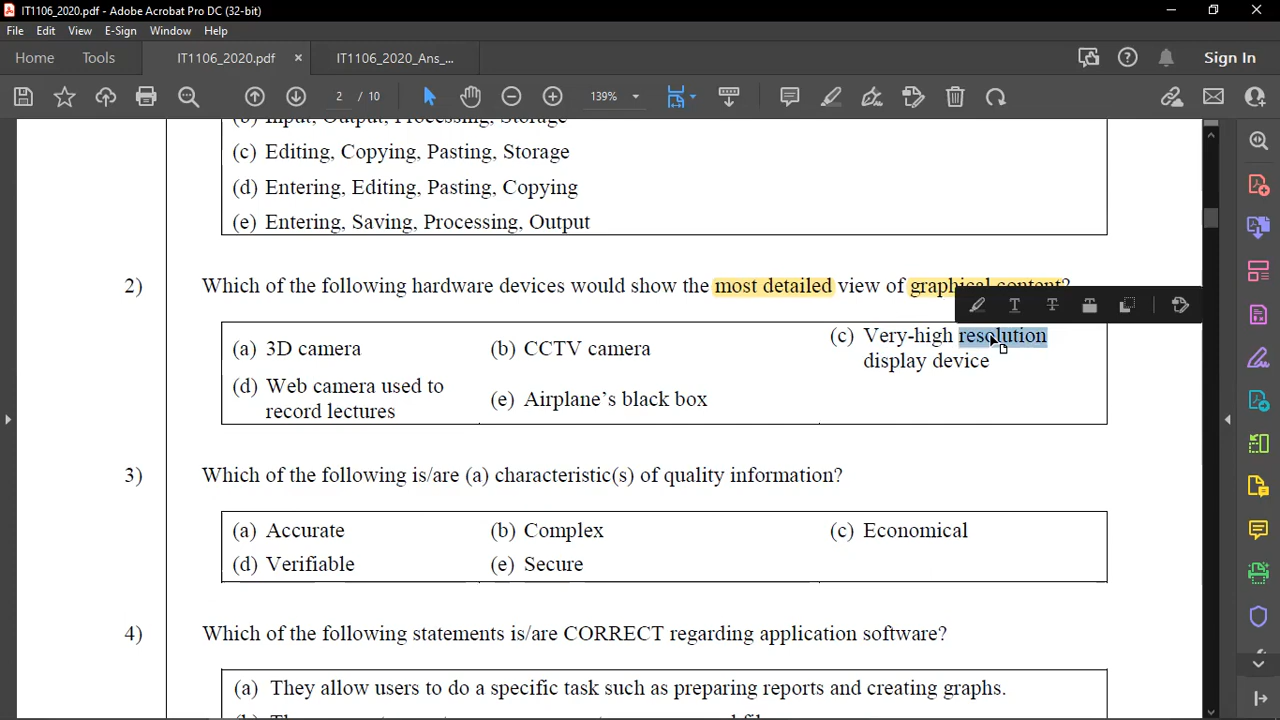 IT1106_2020.pdf - Adobe Acrobat Pro DC (32-bit)
File Edit View E-Sign Window Help
Home Tools IT1106_2020.pdf × IT1106_2020_Ans_... Sign In
2 / 10 139%
(b) Input, Output, Processing, Storage
(c) Editing, Copying, Pasting, Storage
(d) Entering, Editing, Pasting, Copying
(e) Entering, Saving, Processing, Output
2) Which of the following hardware devices would show the most detailed view of graphical content?
(a) 3D camera (b) CCTV camera (c) Very-high resolution
display device
(d) Web camera used to
record lectures (e) Airplane’s black box
3) Which of the following is/are (a) characteristic(s) of quality information?
(a) Accurate (b) Complex (c) Economical
(d) Verifiable (e) Secure
4) Which of the following statements is/are CORRECT regarding application software?
(a) They allow users to do a specific task such as preparing reports and creating graphs.